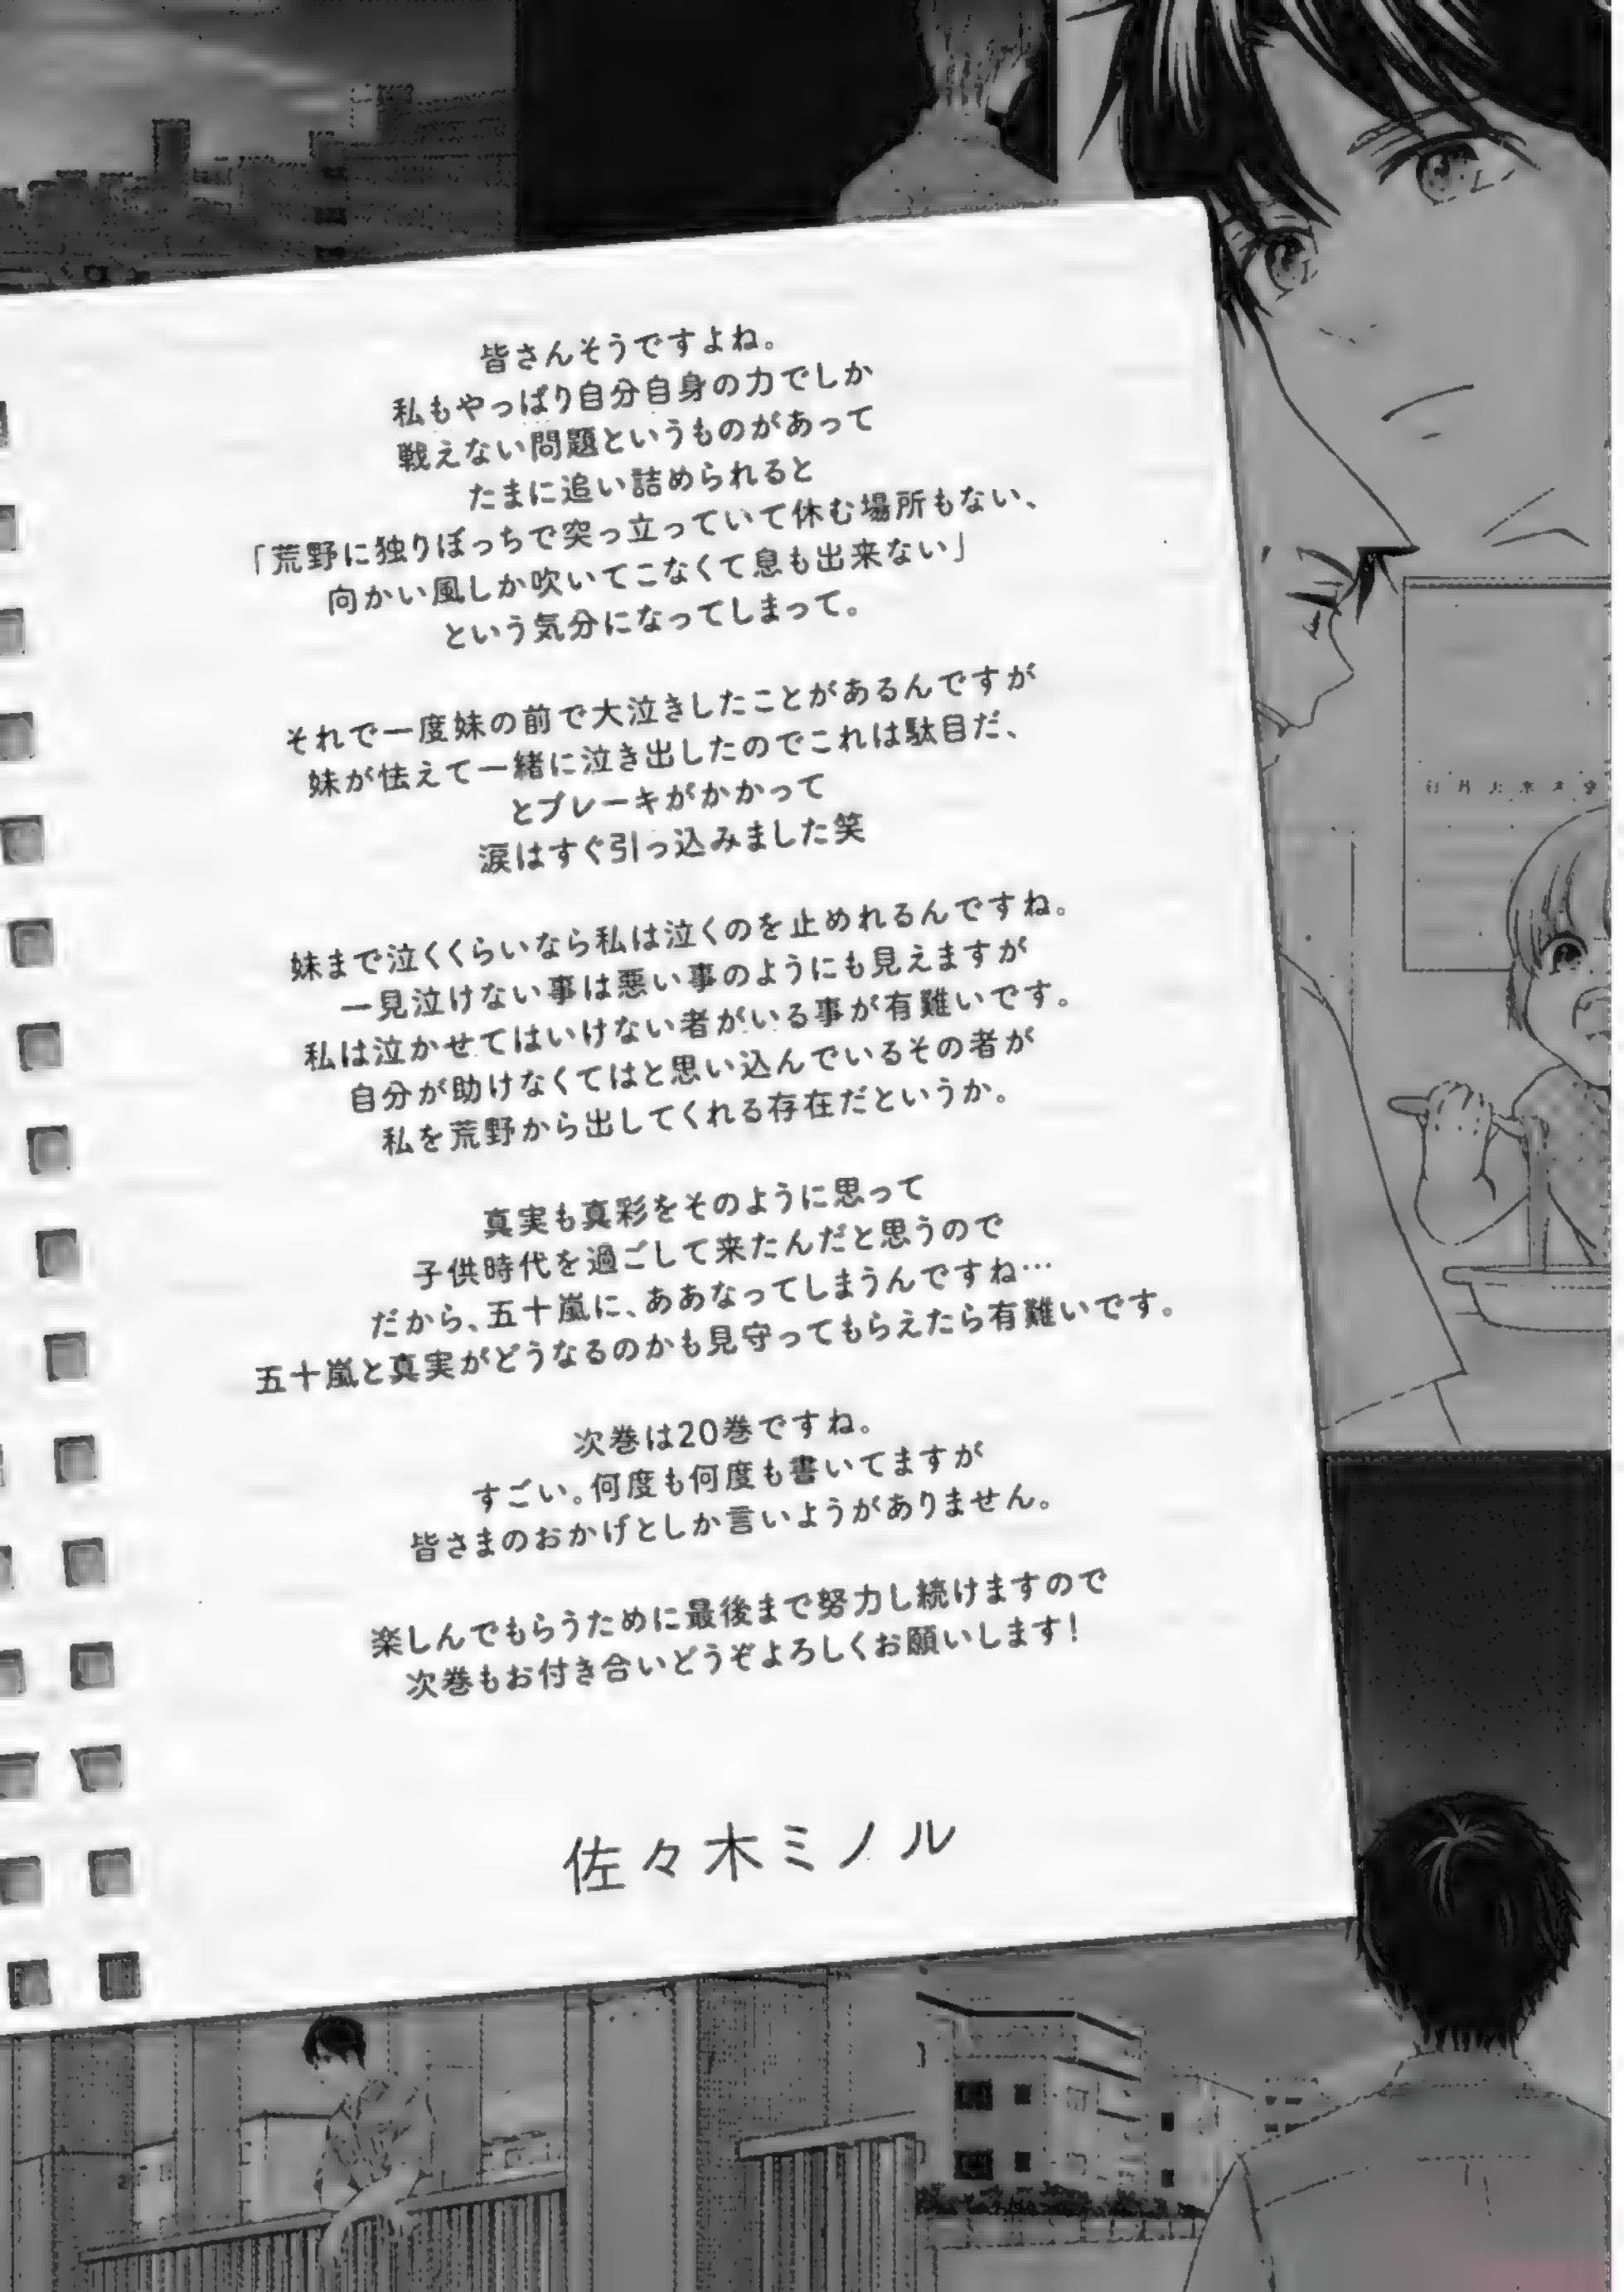 皆さんそうですよね。
私もやっぱり自分自身の力でしか
戦えない問題というものがあって
たまに追い詰められると
「荒野に独りぼっちで突っ立っていて休む場所もない、
向かい風しか吹いてこなくて息も出来ない」
という気分になってしまって。
それで一度妹の前で大泣きしたことがあるんですが
妹が怯えて一緒に泣き出したのでこれは駄目だ、
とブレーキがかかって
涙はすぐ引っ込みました笑
妹まで泣くくらいなら私は泣くのを止めれるんですね。
一見泣けない事は悪い事のようにも見えますが
私は泣かせてはいけない者がいる事が有難いです。
自分が助けなくてはと思い込んでいるその者が
私を荒野から出してくれる存在だというか。
真実も真彩をそのように思って
子供時代を過ごして来たんだと思うので
だから、五十嵐に、ああなってしまうんですね…
五十嵐と真実がどうなるのかも見守ってもらえたら有難いです。
次巻は20巻ですね。
すごい。何度も何度も書いてますが
皆さまのおかげとしか言いようがありません。
楽しんでもらうために最後まで努力し続けますので
次巻もお付き合いどうぞよろしくお願いします！
佐々木ミノル